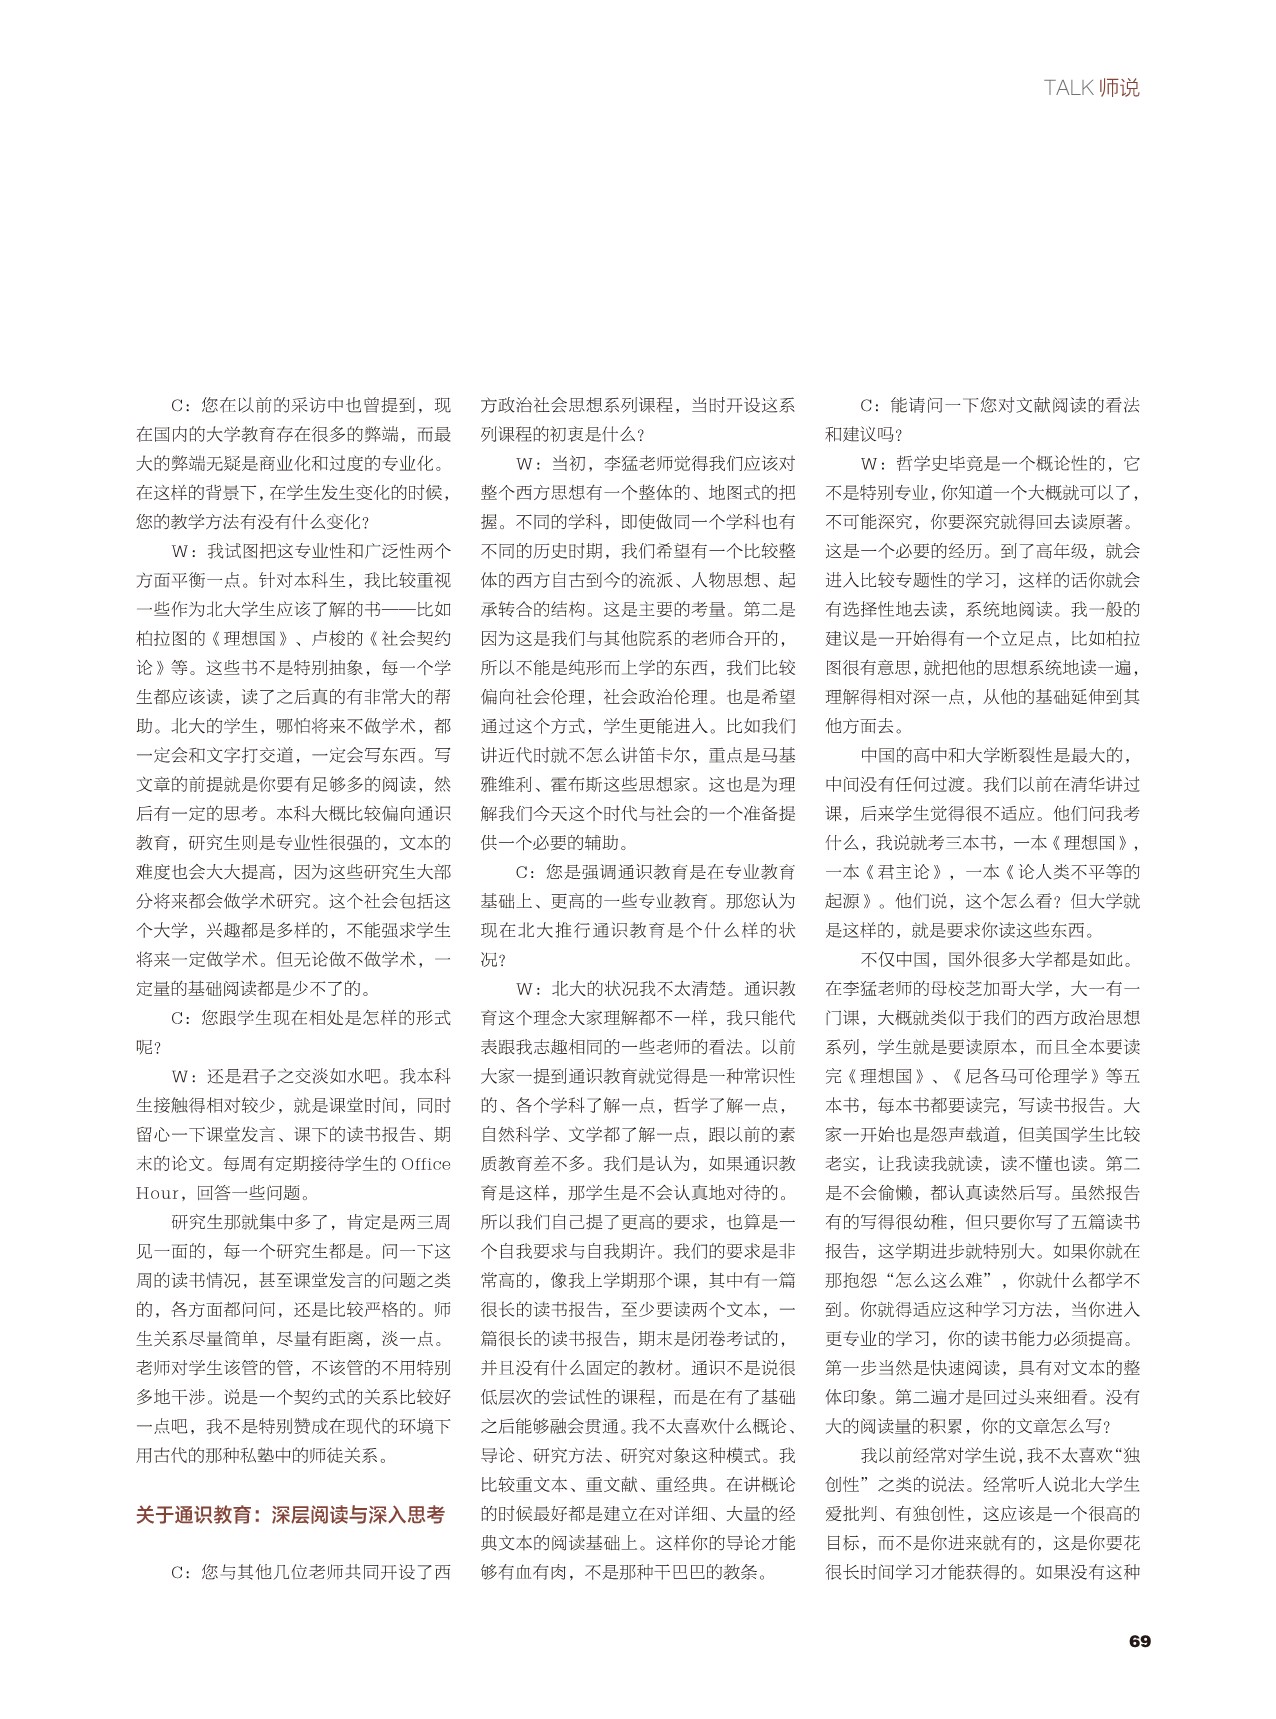 TALK 师说
C：您在以前的采访中也曾提到，现
在国内的大学教育存在很多的弊端，而最
大的弊端无疑是商业化和过度的专业化。
在这样的背景下，在学生发生变化的时候，
您的教学方法有没有什么变化？
W：我试图把这专业性和广泛性两个
方面平衡一点。针对本科生，我比较重视
一些作为北大学生应该了解的书——比如
柏拉图的《理想国》、卢梭的《社会契约
论》等。这些书不是特别抽象，每一个学
生都应该读，读了之后真的有非常大的帮
助。北大的学生，哪怕将来不做学术，都
一定会和文字打交道，一定会写东西。写
文章的前提就是你要有足够多的阅读，然
后有一定的思考。本科大概比较偏向通识
教育，研究生则是专业性很强的，文本的
难度也会大大提高，因为这些研究生大部
分将来都会做学术研究。这个社会包括这
个大学，兴趣都是多样的，不能强求学生
将来一定做学术。但无论做不做学术，一
定量的基础阅读都是少不了的。
C：您跟学生现在相处是怎样的形式
呢？
W：还是君子之交淡如水吧。我本科
生接触得相对较少，就是课堂时间，同时
留心一下课堂发言、课下的读书报告、期
末的论文。每周有定期接待学生的 Office
Hour，回答一些问题。
研究生那就集中多了，肯定是两三周
见一面的，每一个研究生都是。问一下这
周的读书情况，甚至课堂发言的问题之类
的，各方面都问问，还是比较严格的。师
生关系尽量简单，尽量有距离，淡一点。
老师对学生该管的管，不该管的不用特别
多地干涉。说是一个契约式的关系比较好
一点吧，我不是特别赞成在现代的环境下
用古代的那种私塾中的师徒关系。
关于通识教育：深层阅读与深入思考
C：您与其他几位老师共同开设了西
方政治社会思想系列课程，当时开设这系
列课程的初衷是什么？
W：当初，李猛老师觉得我们应该对
整个西方思想有一个整体的、地图式的把
握。不同的学科，即使做同一个学科也有
不同的历史时期，我们希望有一个比较整
体的西方自古到今的流派、人物思想、起
承转合的结构。这是主要的考量。第二是
因为这是我们与其他院系的老师合开的，
所以不能是纯形而上学的东西，我们比较
偏向社会伦理，社会政治伦理。也是希望
通过这个方式，学生更能进入。比如我们
讲近代时就不怎么讲笛卡尔，重点是马基
雅维利、霍布斯这些思想家。这也是为理
解我们今天这个时代与社会的一个准备提
供一个必要的辅助。
C：您是强调通识教育是在专业教育
基础上、更高的一些专业教育。那您认为
现在北大推行通识教育是个什么样的状
况？
W：北大的状况我不太清楚。通识教
育这个理念大家理解都不一样，我只能代
表跟我志趣相同的一些老师的看法。以前
大家一提到通识教育就觉得是一种常识性
的、各个学科了解一点，哲学了解一点，
自然科学、文学都了解一点，跟以前的素
质教育差不多。我们是认为，如果通识教
育是这样，那学生是不会认真地对待的。
所以我们自己提了更高的要求，也算是一
个自我要求与自我期许。我们的要求是非
常高的，像我上学期那个课，其中有一篇
很长的读书报告，至少要读两个文本，一
篇很长的读书报告，期末是闭卷考试的，
并且没有什么固定的教材。通识不是说很
低层次的尝试性的课程，而是在有了基础
之后能够融会贯通。我不太喜欢什么概论、
导论、研究方法、研究对象这种模式。我
比较重文本、重文献、重经典。在讲概论
的时候最好都是建立在对详细、大量的经
典文本的阅读基础上。这样你的导论才能
够有血有肉，不是那种干巴巴的教条。
C：能请问一下您对文献阅读的看法
和建议吗？
W：哲学史毕竟是一个概论性的，它
不是特别专业，你知道一个大概就可以了，
不可能深究，你要深究就得回去读原著。
这是一个必要的经历。到了高年级，就会
进入比较专题性的学习，这样的话你就会
有选择性地去读，系统地阅读。我一般的
建议是一开始得有一个立足点，比如柏拉
图很有意思，就把他的思想系统地读一遍，
理解得相对深一点，从他的基础延伸到其
他方面去。
中国的高中和大学断裂性是最大的，
中间没有任何过渡。我们以前在清华讲过
课，后来学生觉得很不适应。他们问我考
什么，我说就考三本书，一本《理想国》，
一本《君主论》，一本《论人类不平等的
起源》。他们说，这个怎么看？但大学就
是这样的，就是要求你读这些东西。
不仅中国，国外很多大学都是如此。
在李猛老师的母校芝加哥大学，大一有一
门课，大概就类似于我们的西方政治思想
系列，学生就是要读原本，而且全本要读
完《理想国》、《尼各马可伦理学》等五
本书，每本书都要读完，写读书报告。大
家一开始也是怨声载道，但美国学生比较
老实，让我读我就读，读不懂也读。第二
是不会偷懒，都认真读然后写。虽然报告
有的写得很幼稚，但只要你写了五篇读书
报告，这学期进步就特别大。如果你就在
那抱怨“怎么这么难”，你就什么都学不
到。你就得适应这种学习方法，当你进入
更专业的学习，你的读书能力必须提高。
第一步当然是快速阅读，具有对文本的整
体印象。第二遍才是回过头来细看。没有
大的阅读量的积累，你的文章怎么写？
我以前经常对学生说，我不太喜欢“独
创性”之类的说法。经常听人说北大学生
爱批判、有独创性，这应该是一个很高的
目标，而不是你进来就有的，这是你要花
很长时间学习才能获得的。如果没有这种
69